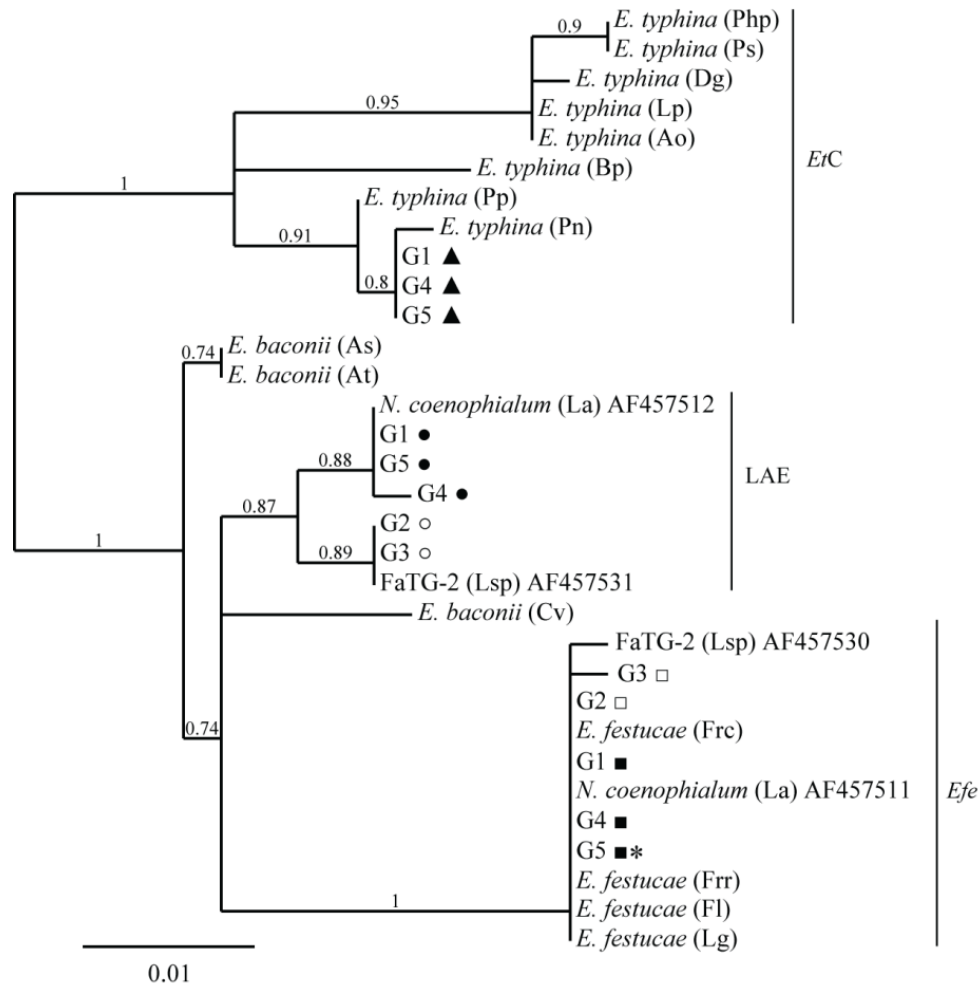 0.9
E. typhina (Php)
E. typhina (Ps)
E. typhina (Dg)
0.95
E. typhina (Lp)
E. typhina (Ao)
EtC
E. typhina (Bp)
1
E. typhina (Pp)
E. typhina (Pn)
0.91
G1 ▲
0.8
G4 ▲
G5 ▲
E. baconii (As)
0.74
E. baconii (At)
N. coenophialum (La) AF457512
G1 ●
0.88
G5 ●
LAE
G4 ●
0.87
G2 ○
1
G3 ○
0.89
FaTG-2 (Lsp) AF457531
E. baconii (Cv)
FaTG-2 (Lsp) AF457530
G3 □
G2 □
0.74
E. festucae (Frc)
G1 ■
N. coenophialum (La) AF457511
Efe
G4 ■
G5 ■*
E. festucae (Frr)
1
E. festucae (Fl)
E. festucae (Lg)
0.01